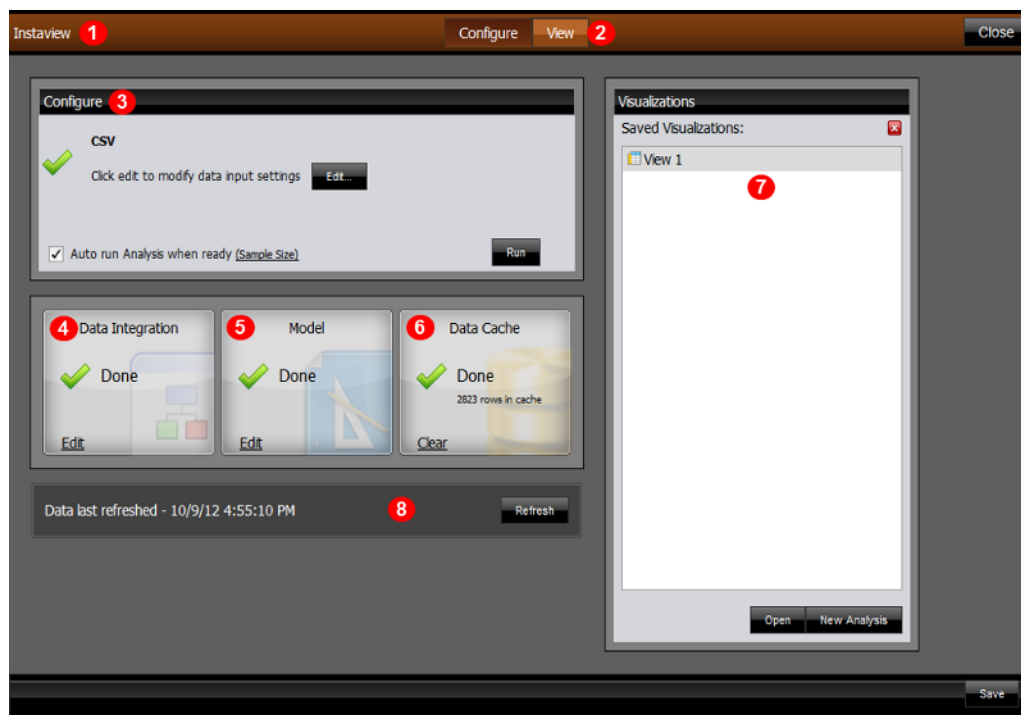 Instaview 1
Configure View 2
Close
Configure 3
CSV
Click edit to modify data input settings Edit...
Auto run Analysis when ready (Sample Size)
Run
4 Data Integration
Done
Edit
5 Model
Done
Edit
6 Data Cache
Done
2823 rows in cache
Clear
Data last refreshed - 10/9/12 4:55:10 PM 8 Refresh
Visualizations
Saved Visualizations:
View 1
7
Open New Analysis
Save